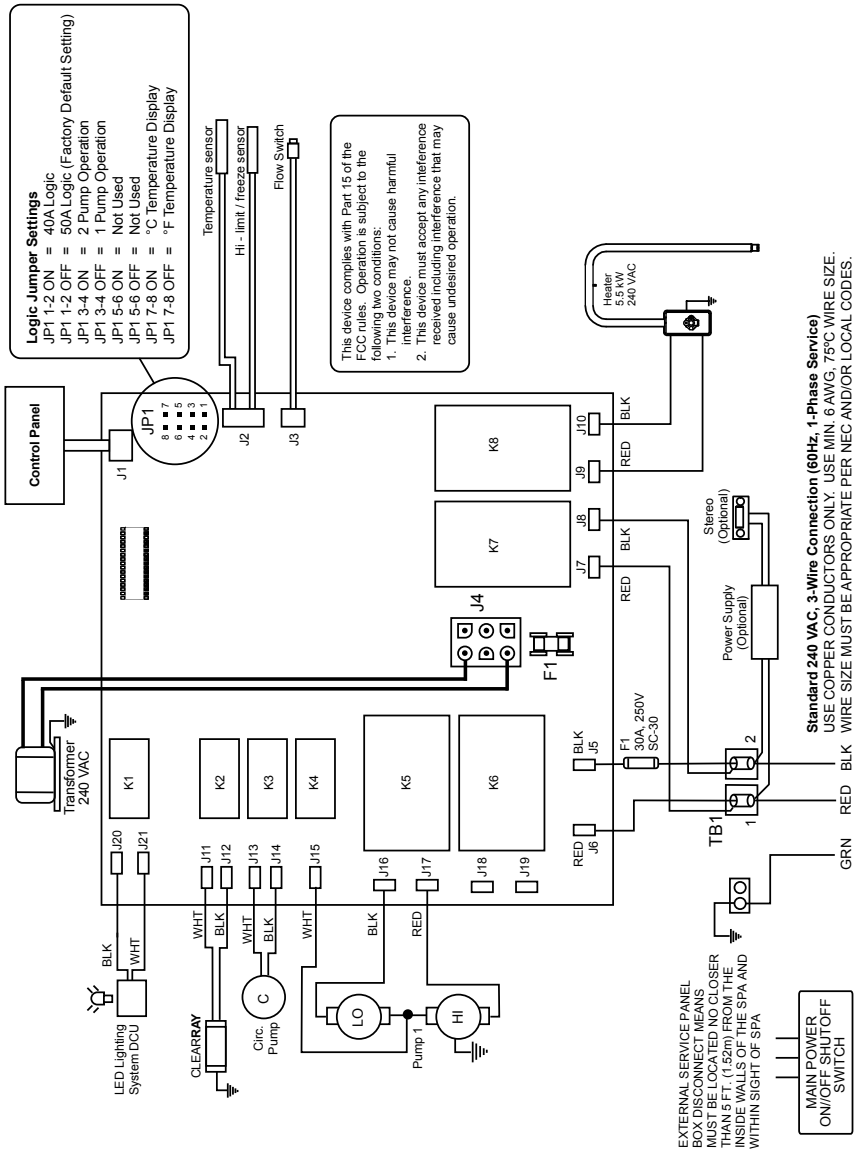 Control Panel
Logic Jumper Settings
JP1 1-2 ON = 40A Logic
JP1 1-2 OFF = 50A Logic (Factory Default Setting)
JP1 3-4 ON = 2 Pump Operation
JP1 3-4 OFF = 1 Pump Operation
JP1 5-6 ON = Not Used
JP1 5-6 OFF = Not Used
JP1 7-8 ON = °C Temperature Display
JP1 7-8 OFF = °F Temperature Display
J1
JP1
8 7
6 5
4 3
2 1
J2
J3
Temperature sensor
Hi - limit / freeze sensor
Flow Switch
This device complies with Part 15 of the
FCC rules. Operation is subject to the
following two conditions:
1. This device may not cause harmful
interference.
2. This device must accept any inteference
received including interference that may
cause undesired operation.
Transformer
240 VAC
J4
F1
K1
K2
K3
K4
K5
K6
K7
K8
J20
J21
BLK
WHT
LED Lighting
System DCU
J11
J12
WHT
BLK
CLEARRAY
J13
J14
WHT
BLK
C
Circ.
Pump
J15
WHT
J16
BLK
J17
RED
LO
HI
Pump 1
J18
J19
RED
J6
BLK
J5
F1
30A, 250V
SC-30
J7
RED
J8
BLK
J9
RED
J10
BLK
Heater
5.5 kW
240 VAC
TB1
1
2
Power Supply
(Optional)
Stereo
(Optional)
GRN
RED
BLK
Standard 240 VAC, 3-Wire Connection (60Hz, 1-Phase Service)
USE COPPER CONDUCTORS ONLY. USE MIN. 6 AWG, 75ºC WIRE SIZE.
WIRE SIZE MUST BE APPROPRIATE PER NEC AND/OR LOCAL CODES.
EXTERNAL SERVICE PANEL
BOX DISCONNECT MEANS
MUST BE LOCATED NO CLOSER
THAN 5 FT. (1.52m) FROM THE
INSIDE WALLS OF THE SPA AND
WITHIN SIGHT OF SPA
MAIN POWER
ON//OFF SHUTOFF
SWITCH